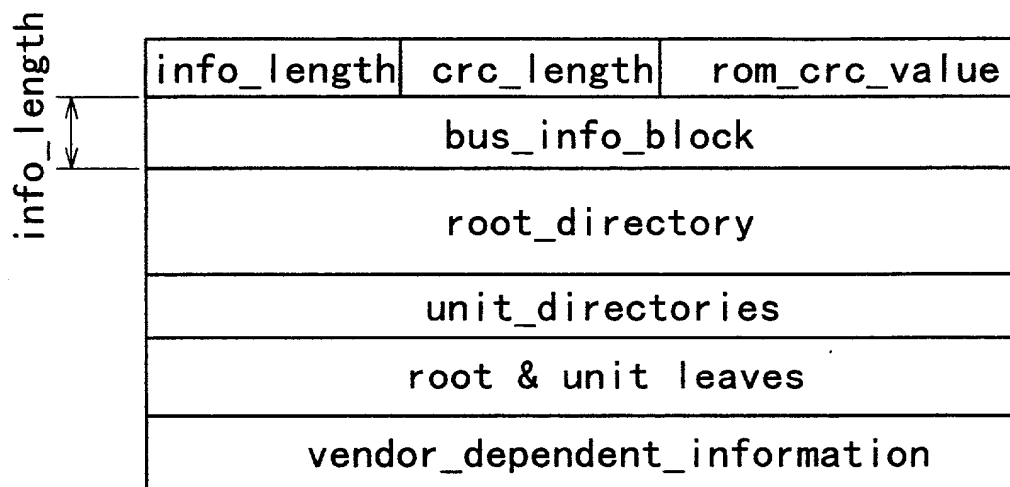 info_length
info_length crc_length rom_crc_value
bus_info_block
root_directory
unit_directories
root & unit leaves
vendor_dependent_information